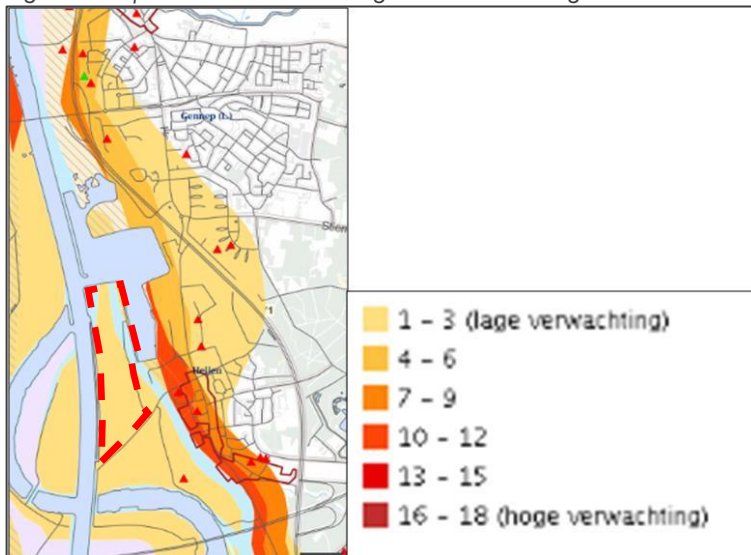 Gennep (L.)
Heijen
1 - 3 (lage verwachting)
4 - 6
7 - 9
10 - 12
13 - 15
16 - 18 (hoge verwachting)